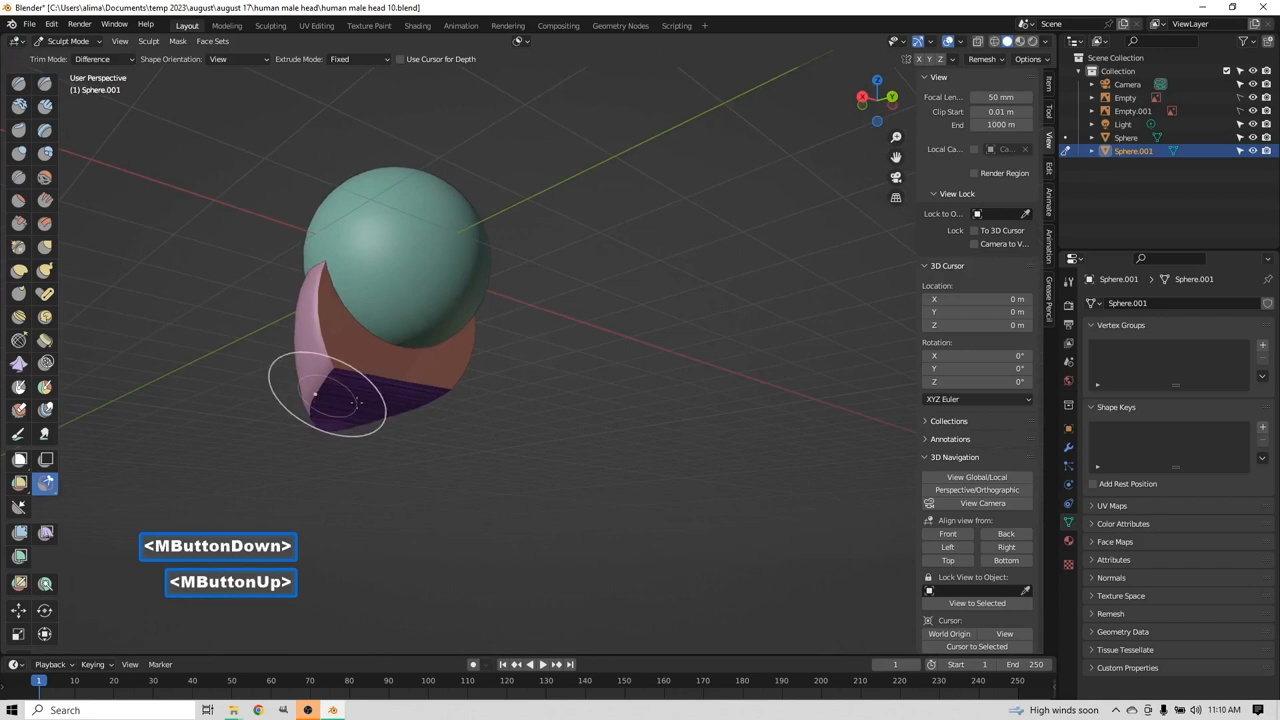 Blender* [C:\Users\alima\Documents\temp 2023\august\august 17\human male head\human male head 10.blend]
File Edit Render Window Help Layout Modeling Sculpting UV Editing Texture Paint Shading Animation Rendering Compositing Geometry Nodes Scripting + Scene ViewLayer
Sculpt Mode View Sculpt Mask Face Sets
Trim Mode: Difference Shape Orientation: View Extrude Mode: Fixed Use Cursor for Depth X Y Z Remesh Options
User Perspective
(1) Sphere.001
X Y Z
<MButtonDown>
<MButtonUp>
View
Focal Len... 50 mm
Clip Start 0.01 m
End 1000 m
Local Ca... Ca...
Render Region
View Lock
Lock to O...
Lock To 3D Cursor
Camera to V...
3D Cursor
Location:
X 0 m
Y 0 m
Z 0 m
Rotation:
X 0°
Y 0°
Z 0°
XYZ Euler
Collections
Annotations
3D Navigation
View Global/Local
Perspective/Orthographic
View Camera
Align view from:
Front Back
Left Right
Top Bottom
Lock View to Object:
View to Selected
Cursor:
World Origin View
Cursor to Selected
Item
Tool
View
Edit
Animate
Animation
Grease Pencil
Scene Collection
Collection
Camera
Empty
Empty.001
Light
Sphere
Sphere.001
Sphere.001 Sphere.001
Sphere.001
Vertex Groups
Shape Keys
Add Rest Position
UV Maps
Color Attributes
Face Maps
Attributes
Normals
Texture Space
Remesh
Geometry Data
Tissue Tessellate
Custom Properties
Playback Keying View Marker 1 Start 1 End 250
1 10 20 30 40 50 60 70 80 90 100 110 120 130 140 150 160 170 180 190 200 210 220 230 240 250
Search High winds soon 11:10 AM